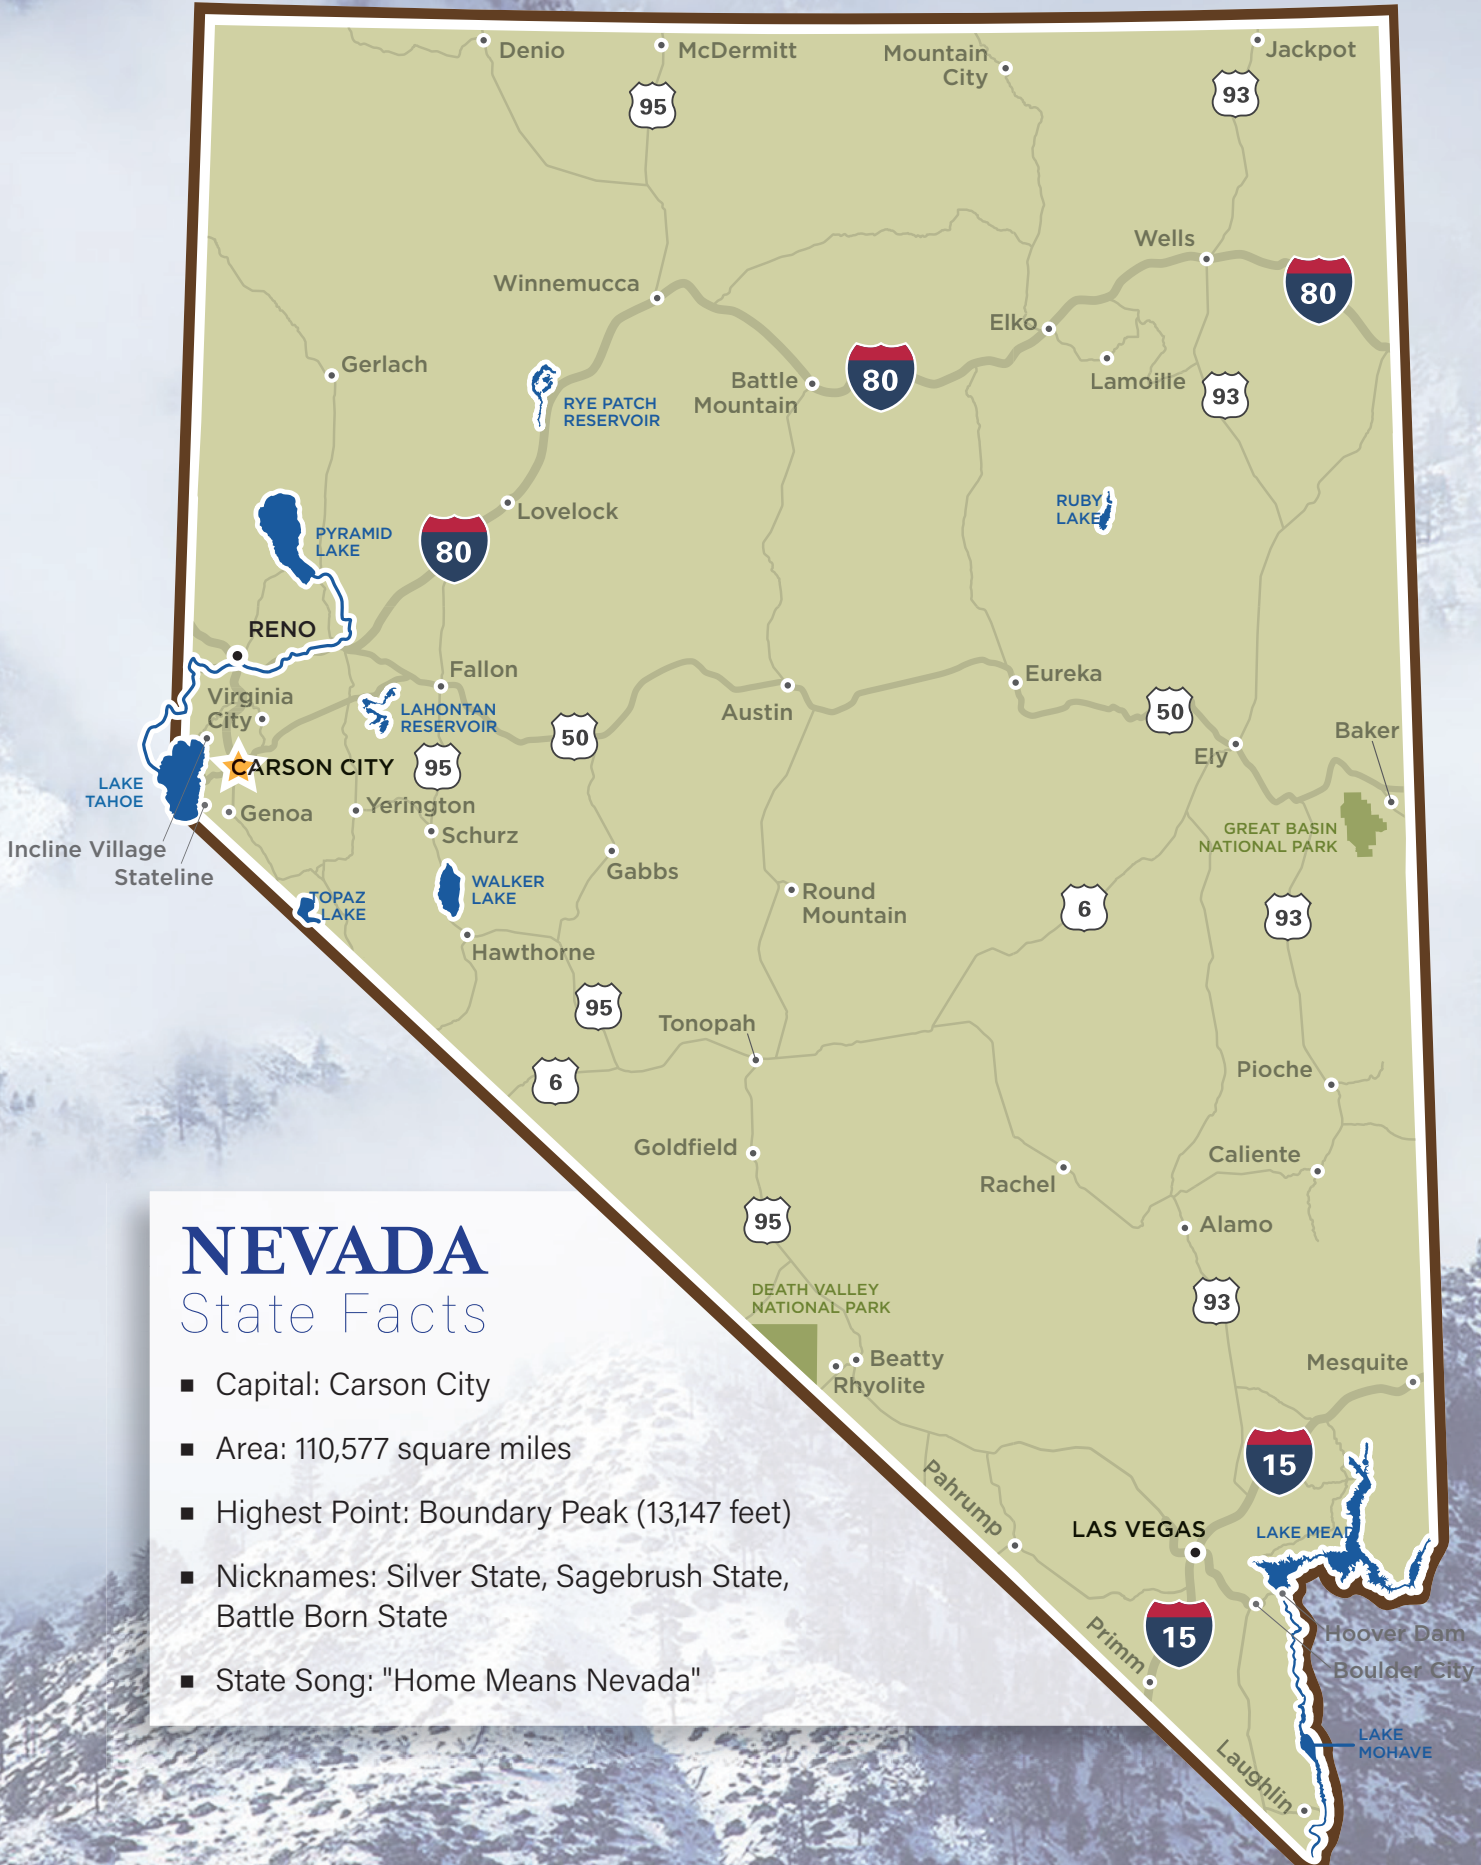 Denio
McDermitt
Mountain
City
Jackpot
95
93
Wells
Winnemucca
80
Elko
Gerlach
80
Battle
Mountain
Lamoille
93
RYE PATCH
RESERVOIR
Lovelock
RUBY
LAKE
PYRAMID
LAKE
80
RENO
Fallon
Eureka
Virginia
City
LAHONTAN
RESERVOIR
Austin
50
50
Baker
Ely
CARSON CITY
95
LAKE
TAHOE
Genoa
Yerington
Schurz
GREAT BASIN
NATIONAL PARK
Incline Village
Stateline
Gabbs
WALKER
LAKE
TOPAZ
LAKE
Round
Mountain
6
93
Hawthorne
95
Tonopah
6
Pioche
Goldfield
Caliente
Rachel
95
Alamo
DEATH VALLEY
NATIONAL PARK
93
Beatty
Rhyolite
Mesquite
15
Pahrump
LAS VEGAS
LAKE MEAD
Primm
15
Hoover Dam
Boulder City
LAKE
MOHAVE
Laughlin
NEVADA
State Facts
▪ Capital: Carson City
▪ Area: 110,577 square miles
▪ Highest Point: Boundary Peak (13,147 feet)
▪ Nicknames: Silver State, Sagebrush State,
Battle Born State
▪ State Song: "Home Means Nevada"